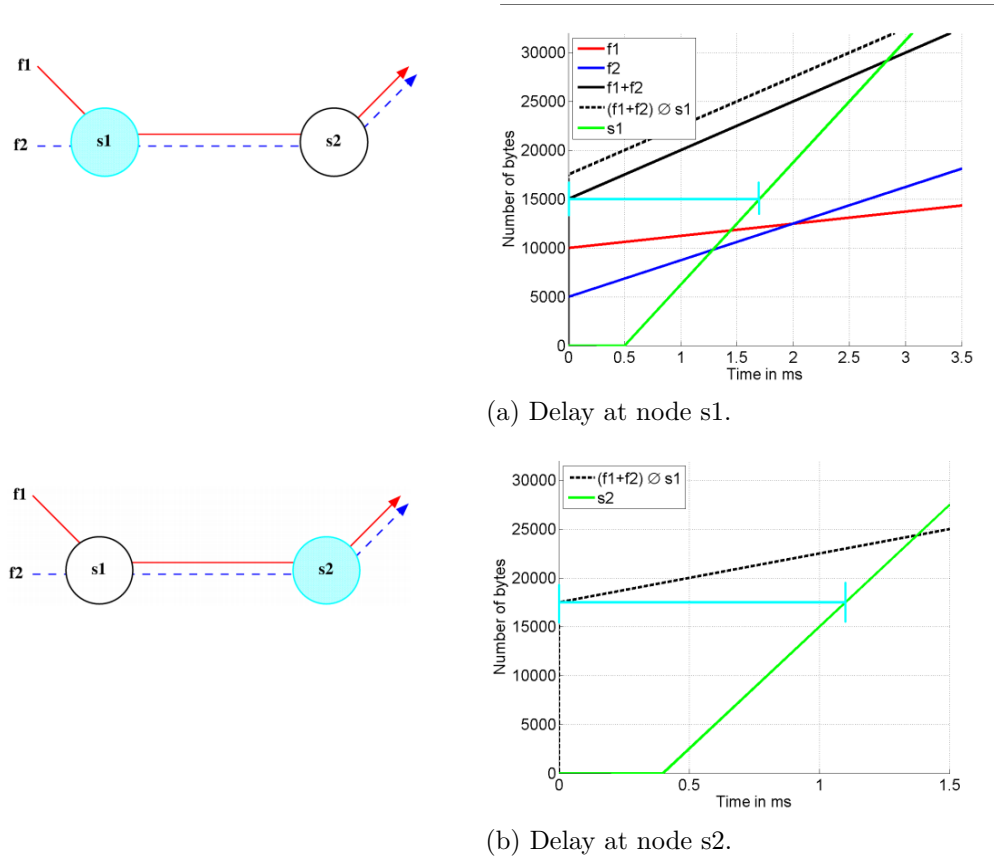 f1
f2
s1
s2
30000
25000
20000
15000
10000
5000
0
Number of bytes
f1
f2
f1+f2
(f1+f2) ∅ s1
s1
0 0.5 1 1.5 2 2.5 3 3.5
Time in ms
(a) Delay at node s1.
f1
f2
s1
s2
30000
25000
20000
15000
10000
5000
0
Number of bytes
(f1+f2) ∅ s1
s2
0 0.5 1 1.5
Time in ms
(b) Delay at node s2.